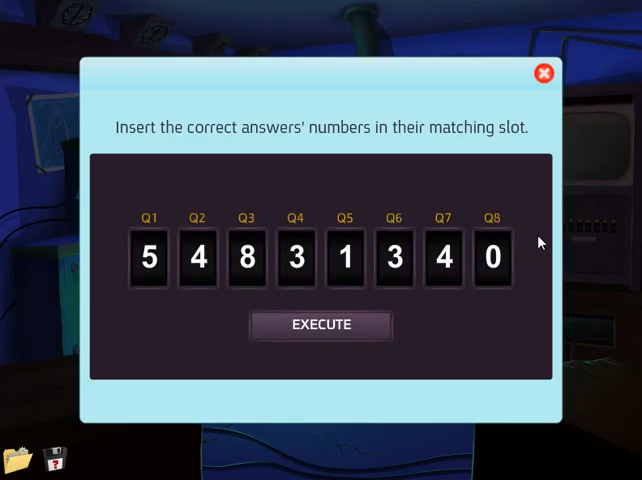 Insert the correct answers' numbers in their matching slot.
Q1 Q2 Q3 Q4 Q5 Q6 Q7 Q8
5 4 8 3 1 3 4 0
EXECUTE
?